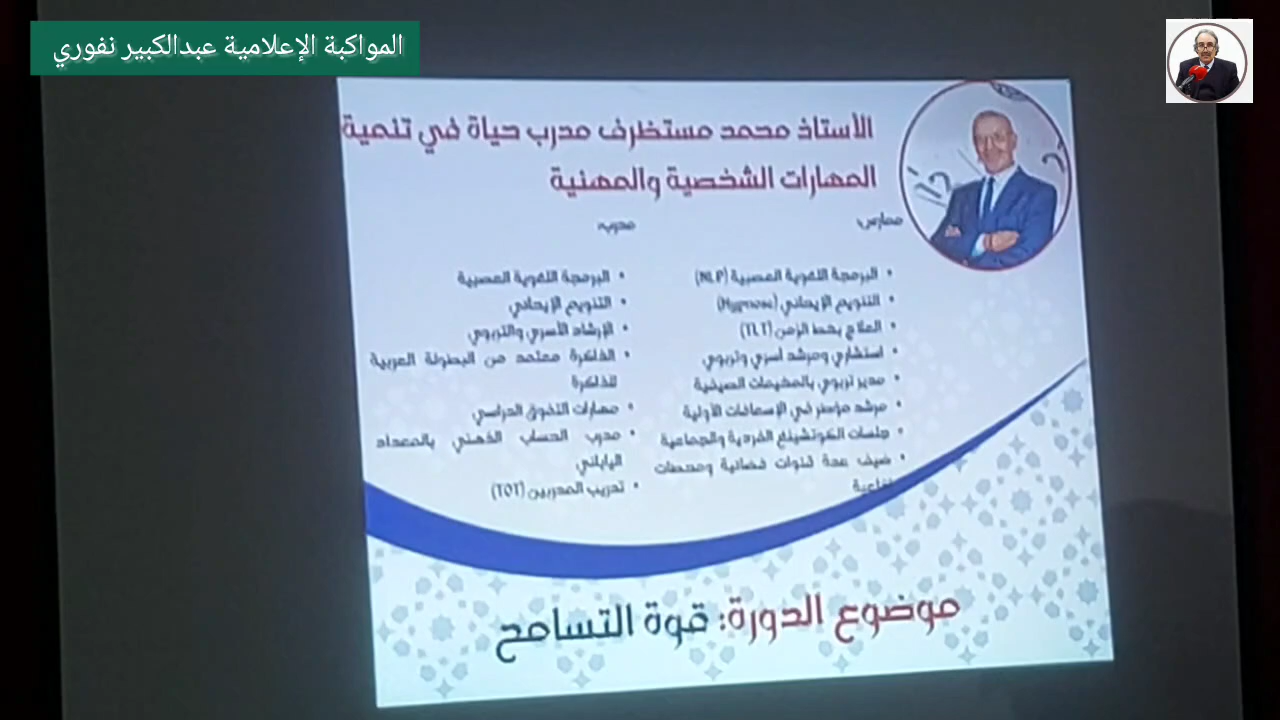 المواكبة الإعلامية عبدالكبير نفوري
الأستاذ محمد مستظرف مدرب حياة في تنمية
المهارات الشخصية والمهنية
ممارس:
• البرمجة اللغوية العصبية (NLP)
• التنويم الإيحائي (Hypnose)
• العلاج بخط الزمن (TLT)
• استشاري ومرشد أسري وتربوي
• مدير تربوي بالمخيمات الصيفية
• مرشد مؤطر في الإسعافات الأولية
• جلسات الكوتشينغ الفردية والجماعية
• ضيف عدة قنوات فضائية ومحطات
مدرب:
• البرمجة اللغوية العصبية
• التنويم الإيحائي
• الإرشاد الأسري والتربوي
• الذاكرة معتمد من البطولة العربية
للذاكرة
• مهارات التفوق الدراسي
• مدرب الحساب الذهني بالمعداد
الياباني
• تدريب المدربين (TOT)
موضوع الدورة: قوة التسامح